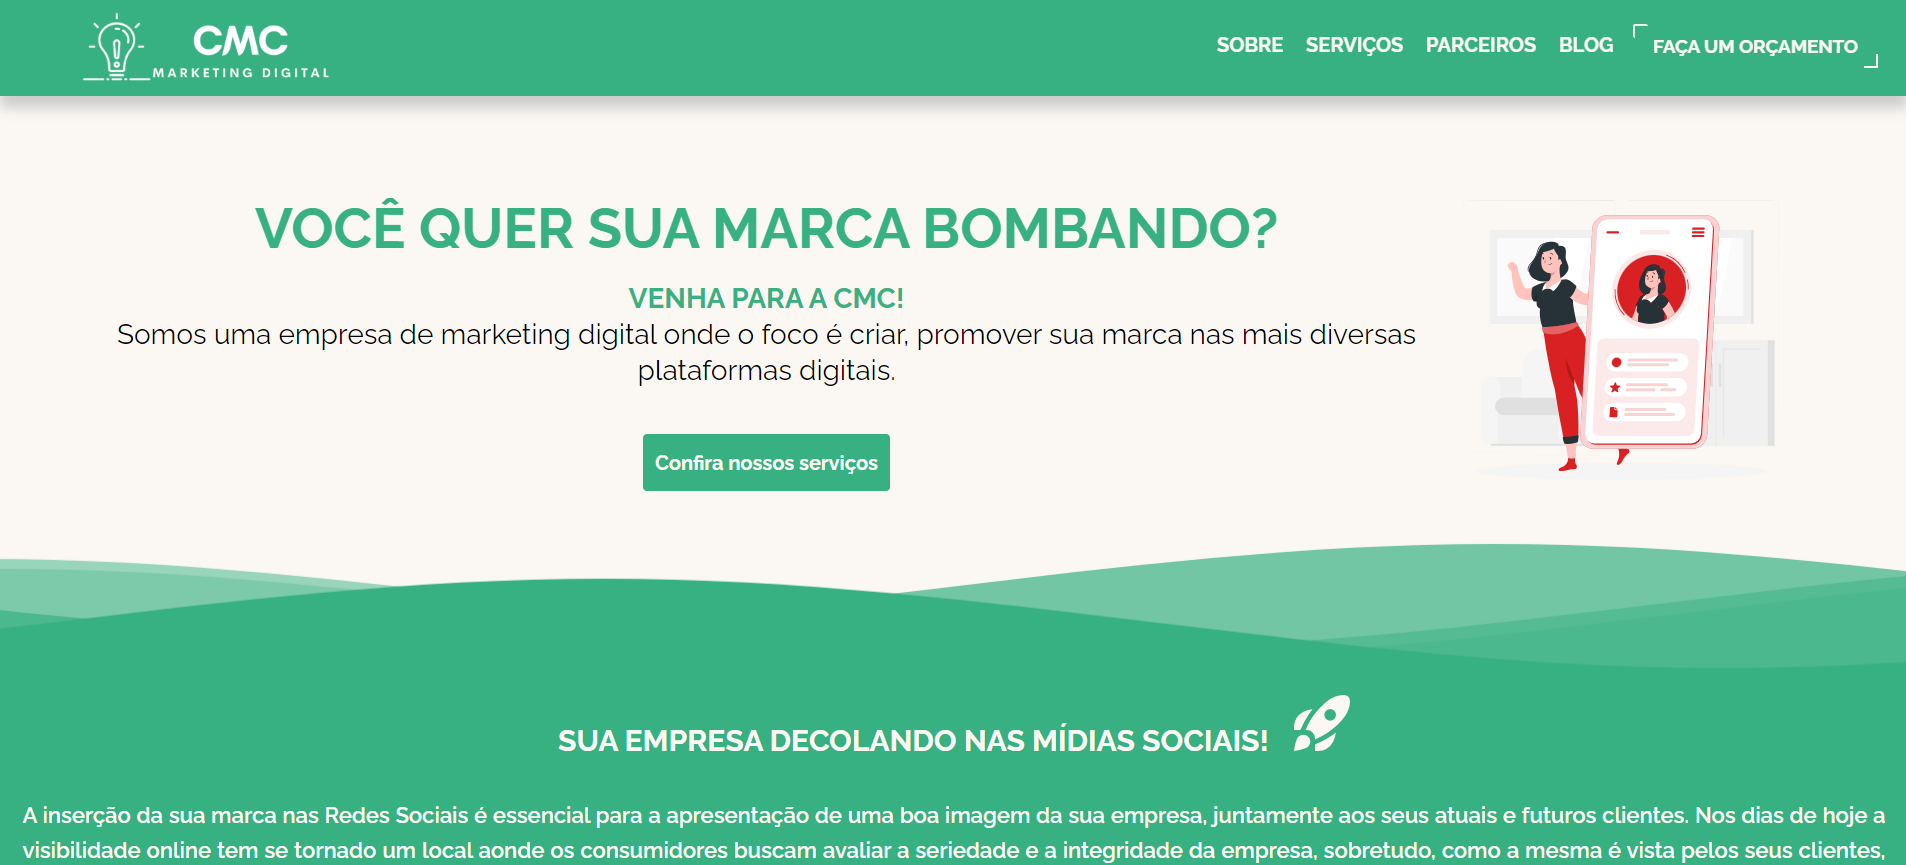 CMC
MARKETING DIGITAL
SOBRE SERVIÇOS PARCEIROS BLOG FAÇA UM ORÇAMENTO
VOCÊ QUER SUA MARCA BOMBANDO?
VENHA PARA A CMC!
Somos uma empresa de marketing digital onde o foco é criar, promover sua marca nas mais diversas
plataformas digitais.
Confira nossos serviços
SUA EMPRESA DECOLANDO NAS MÍDIAS SOCIAIS!
A inserção da sua marca nas Redes Sociais é essencial para a apresentação de uma boa imagem da sua empresa, juntamente aos seus atuais e futuros clientes. Nos dias de hoje a
visibilidade online tem se tornado um local aonde os consumidores buscam avaliar a seriedade e a integridade da empresa, sobretudo, como a mesma é vista pelos seus clientes,